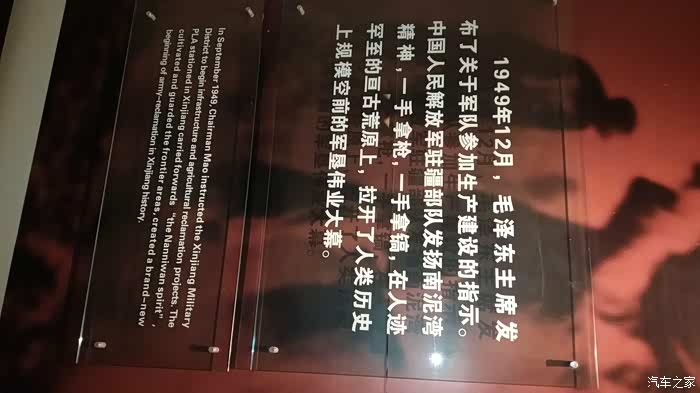 1949年12月，毛泽东主席发
布了关于军队参加生产建设的指示。
中国人民解放军驻疆部队发扬南泥湾
精神，一手拿枪，一手拿镐，在人迹
罕至的亘古荒原上，拉开了人类历史
上规模空前的军垦伟业大幕。
In September 1949, Chairman Mao instructed the Xinjiang Military
District to begin infrastructure and agricultural reclamation projects. The
PLA stationed in Xinjiang carried forwards “the Nanniwan spirit”,
cultivated and guarded the frontier areas, created a brand-new
beginning of army-reclamation in Xinjiang history.
汽车之家